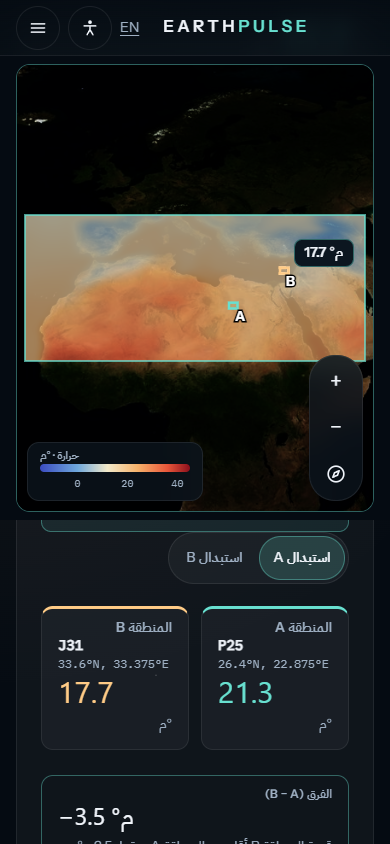 EN
EARTHPULSE
17.7 °م
B
A
+
−
حرارة · °م
0 20 40
استبدال A
استبدال B
المنطقة A
P25
26.4°N, 22.875°E
21.3
°م
المنطقة B
J31
33.6°N, 33.375°E
17.7
°م
الفرق (B − A)
−3.5 °م